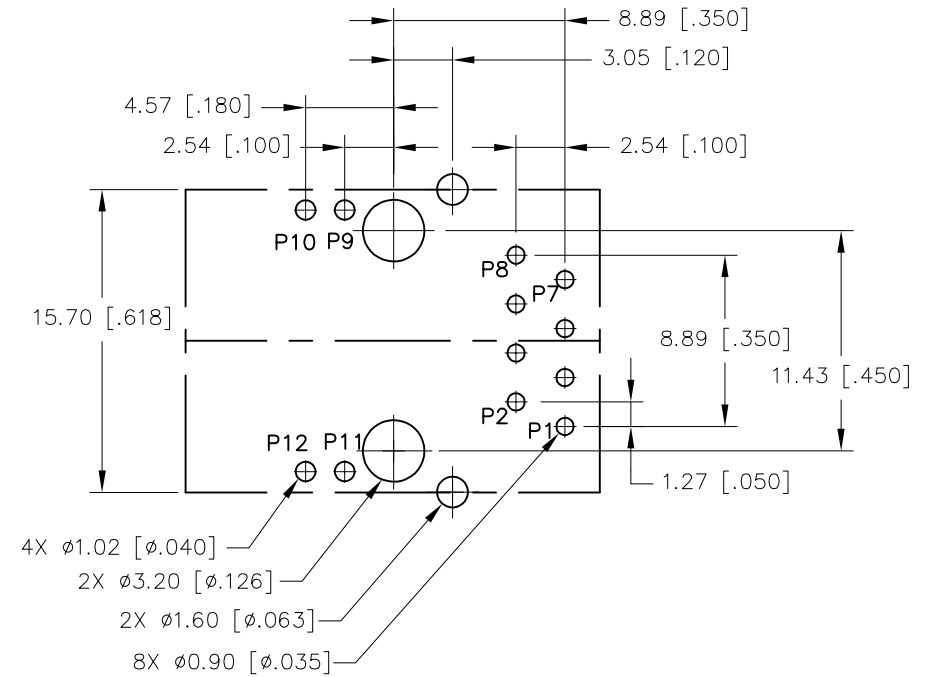 8.89 [.350]
3.05 [.120]
4.57 [.180]
2.54 [.100]
2.54 [.100]
P10 P9
P8
P7
15.70 [.618]
8.89 [.350]
11.43 [.450]
P2
P1
P12 P11
1.27 [.050]
4X ø1.02 [ø.040]
2X ø3.20 [ø.126]
2X ø1.60 [ø.063]
8X ø0.90 [ø.035]